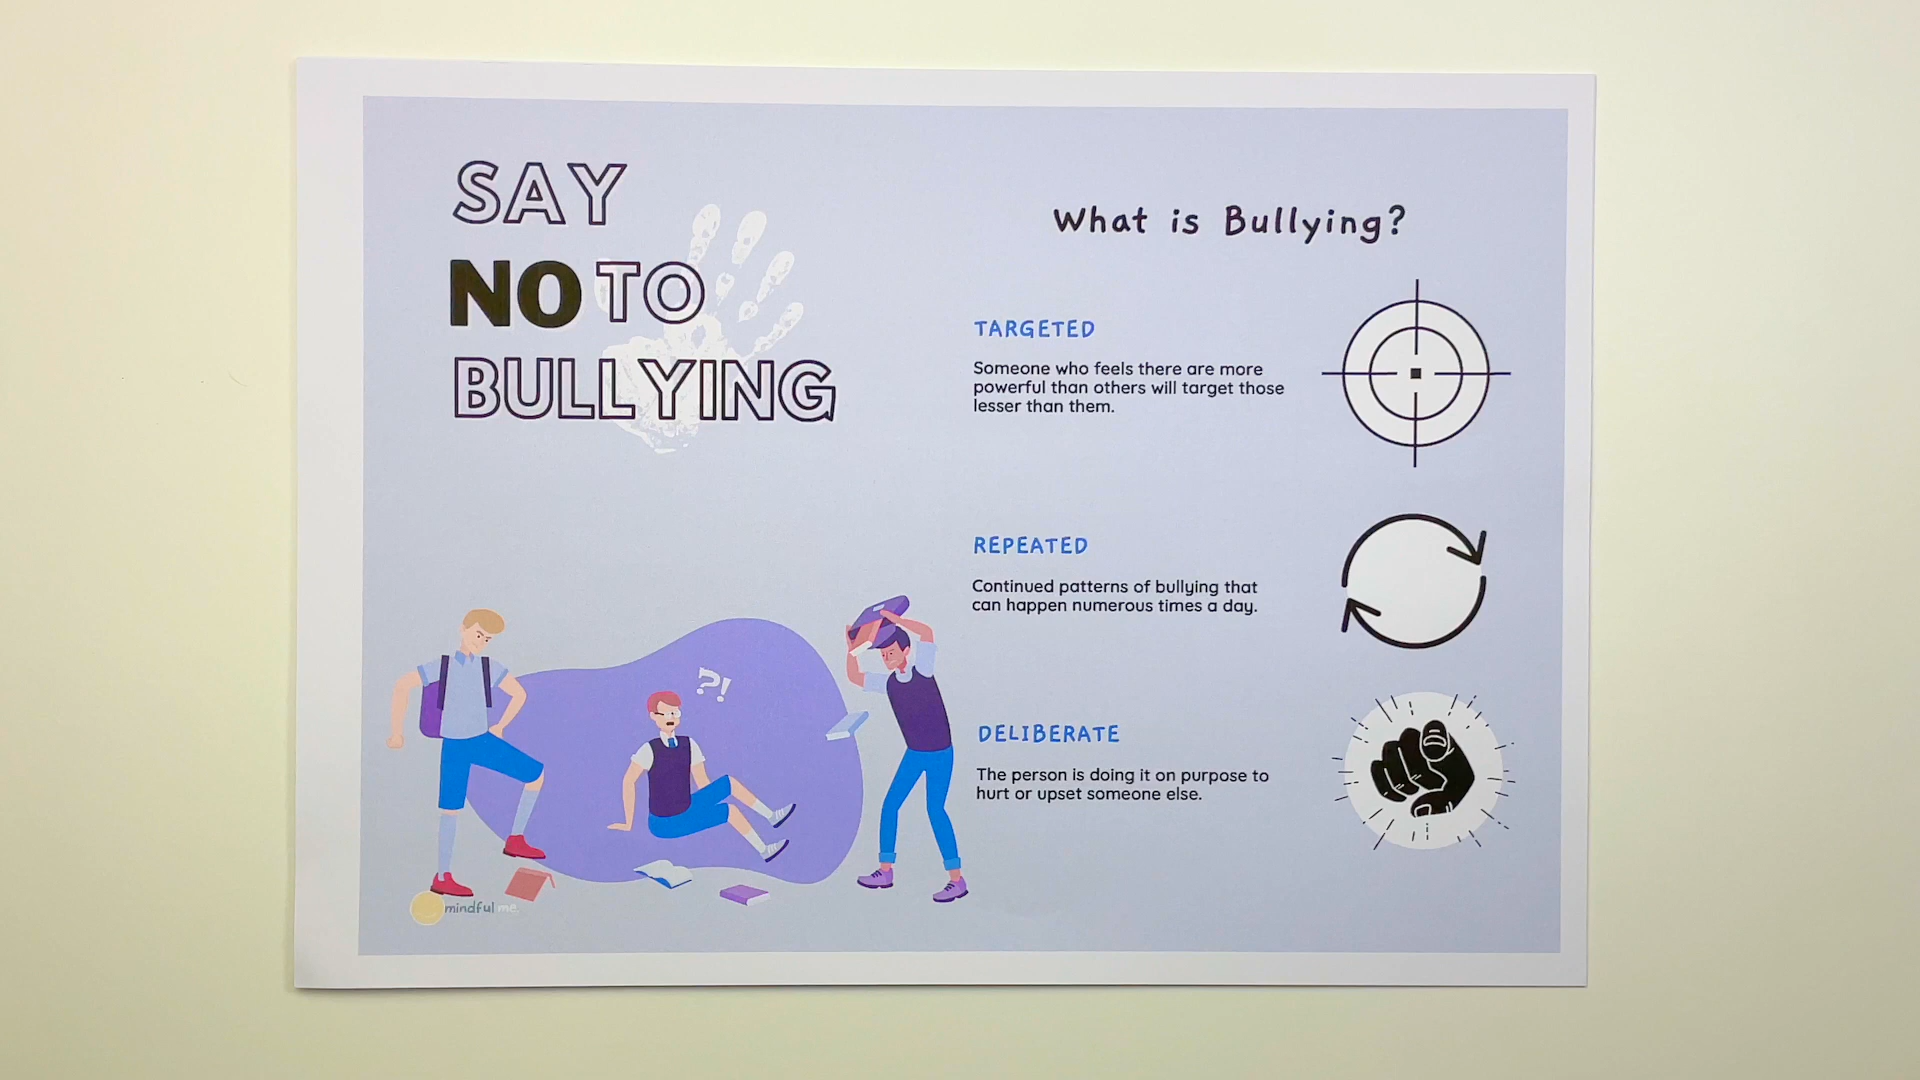 SAY
NO TO
BULLYING
What is Bullying?
TARGETED
Someone who feels there are more
powerful than others will target those
lesser than them.
REPEATED
Continued patterns of bullying that
can happen numerous times a day.
DELIBERATE
The person is doing it on purpose to
hurt or upset someone else.
?!
mindful me.